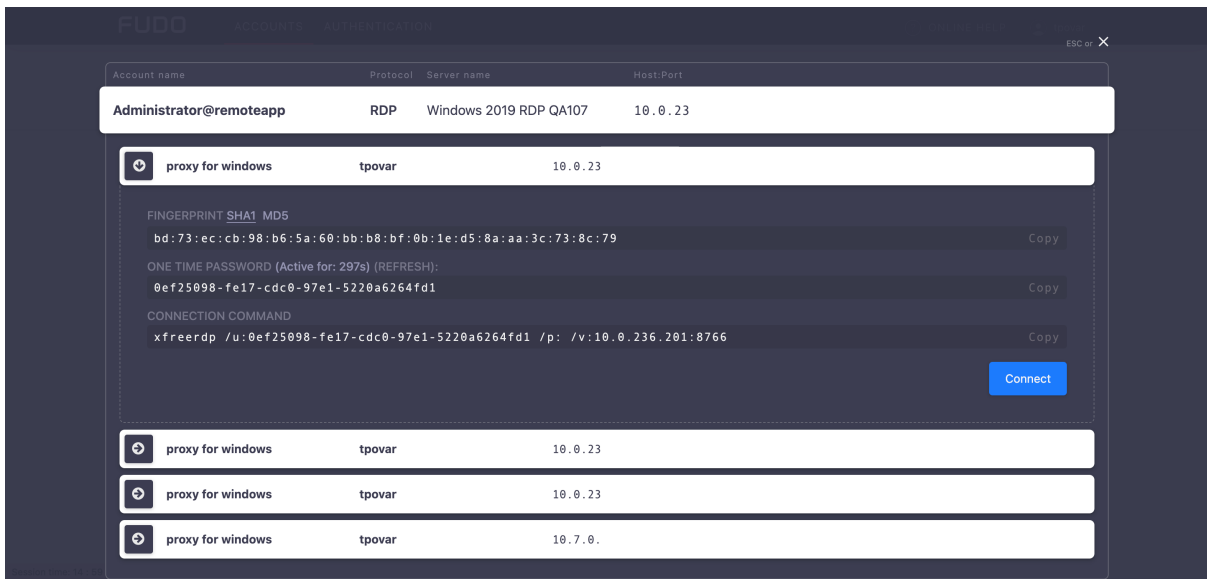 FUDO ACCOUNTS AUTHENTICATION
ESC or
Account name Protocol Server name Host:Port
Administrator@remoteapp RDP Windows 2019 RDP QA107 10.0.23
proxy for windows tpovar 10.0.23
FINGERPRINT SHA1 MD5
bd:73:ec:cb:98:b6:5a:60:bb:b8:bf:0b:1e:d5:8a:aa:3c:73:8c:79 Copy
ONE TIME PASSWORD (Active for: 297s) (REFRESH):
0ef25098-fe17-cdc0-97e1-5220a6264fd1 Copy
CONNECTION COMMAND
xfreerdp /u:0ef25098-fe17-cdc0-97e1-5220a6264fd1 /p: /v:10.0.236.201:8766 Copy
Connect
proxy for windows tpovar 10.0.23
proxy for windows tpovar 10.0.23
proxy for windows tpovar 10.7.0.